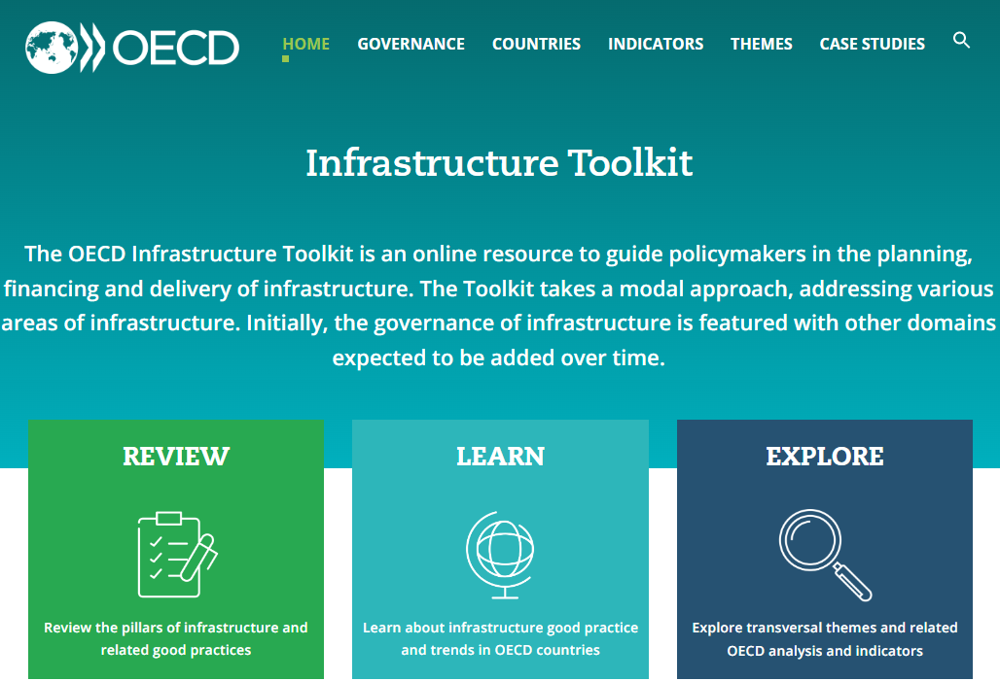 OECD
HOME GOVERNANCE COUNTRIES INDICATORS THEMES CASE STUDIES
Infrastructure Toolkit
The OECD Infrastructure Toolkit is an online resource to guide policymakers in the planning,
financing and delivery of infrastructure. The Toolkit takes a modal approach, addressing various
areas of infrastructure. Initially, the governance of infrastructure is featured with other domains
expected to be added over time.
REVIEW
Review the pillars of infrastructure and
related good practices
LEARN
Learn about infrastructure good practice
and trends in OECD countries
EXPLORE
Explore transversal themes and related
OECD analysis and indicators